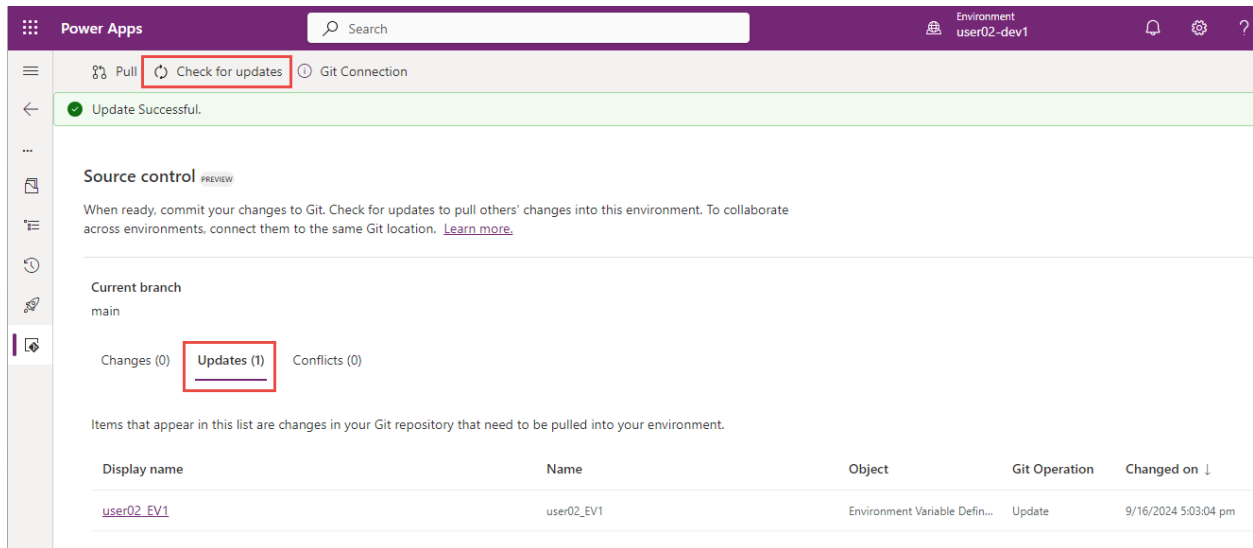 Power Apps
Search
Environment
user02-dev1
?
Pull
Check for updates
Git Connection
Update Successful.
...
Source control PREVIEW
When ready, commit your changes to Git. Check for updates to pull others' changes into this environment. To collaborate
across environments, connect them to the same Git location. Learn more.
Current branch
main
Changes (0) Updates (1) Conflicts (0)
Items that appear in this list are changes in your Git repository that need to be pulled into your environment.
Display name Name Object Git Operation Changed on ↓
user02_EV1 user02_EV1 Environment Variable Defin... Update 9/16/2024 5:03:04 pm